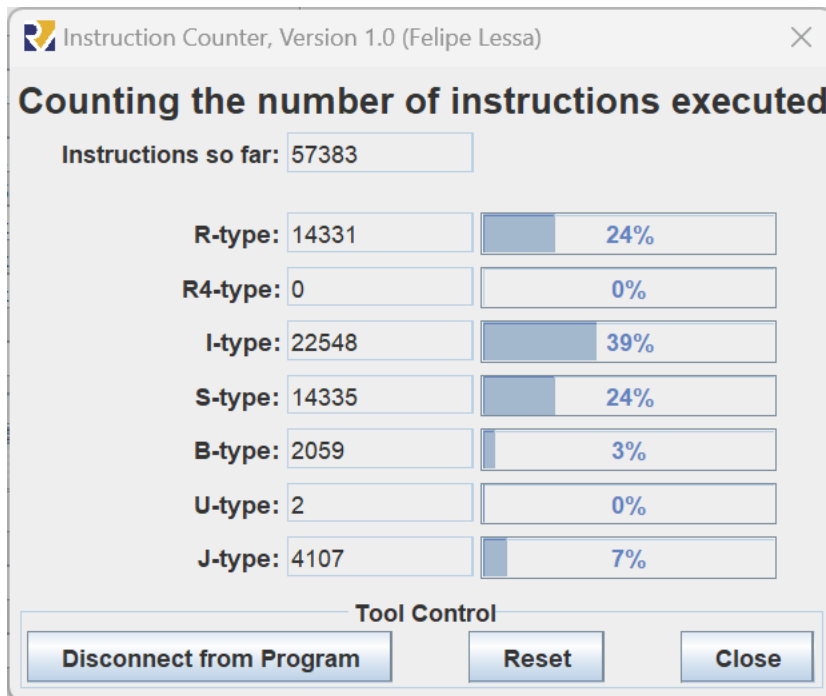 Instruction Counter, Version 1.0 (Felipe Lessa)
Counting the number of instructions executed
Instructions so far: 57383
R-type: 14331 24%
R4-type: 0 0%
I-type: 22548 39%
S-type: 14335 24%
B-type: 2059 3%
U-type: 2 0%
J-type: 4107 7%
Tool Control
Disconnect from Program Reset Close